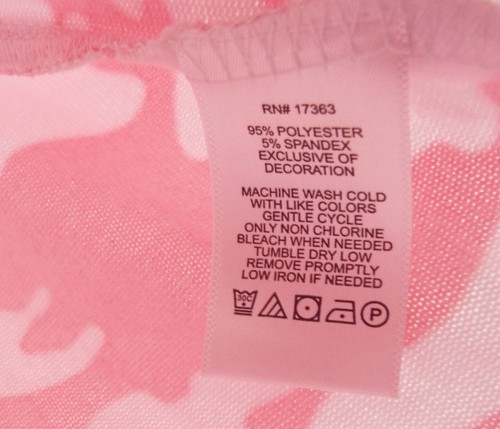 RN# 17363
95% POLYESTER
5% SPANDEX
EXCLUSIVE OF
DECORATION
MACHINE WASH COLD
WITH LIKE COLORS
GENTLE CYCLE
ONLY NON CHLORINE
BLEACH WHEN NEEDED
TUMBLE DRY LOW
REMOVE PROMPTLY
LOW IRON IF NEEDED
30C P